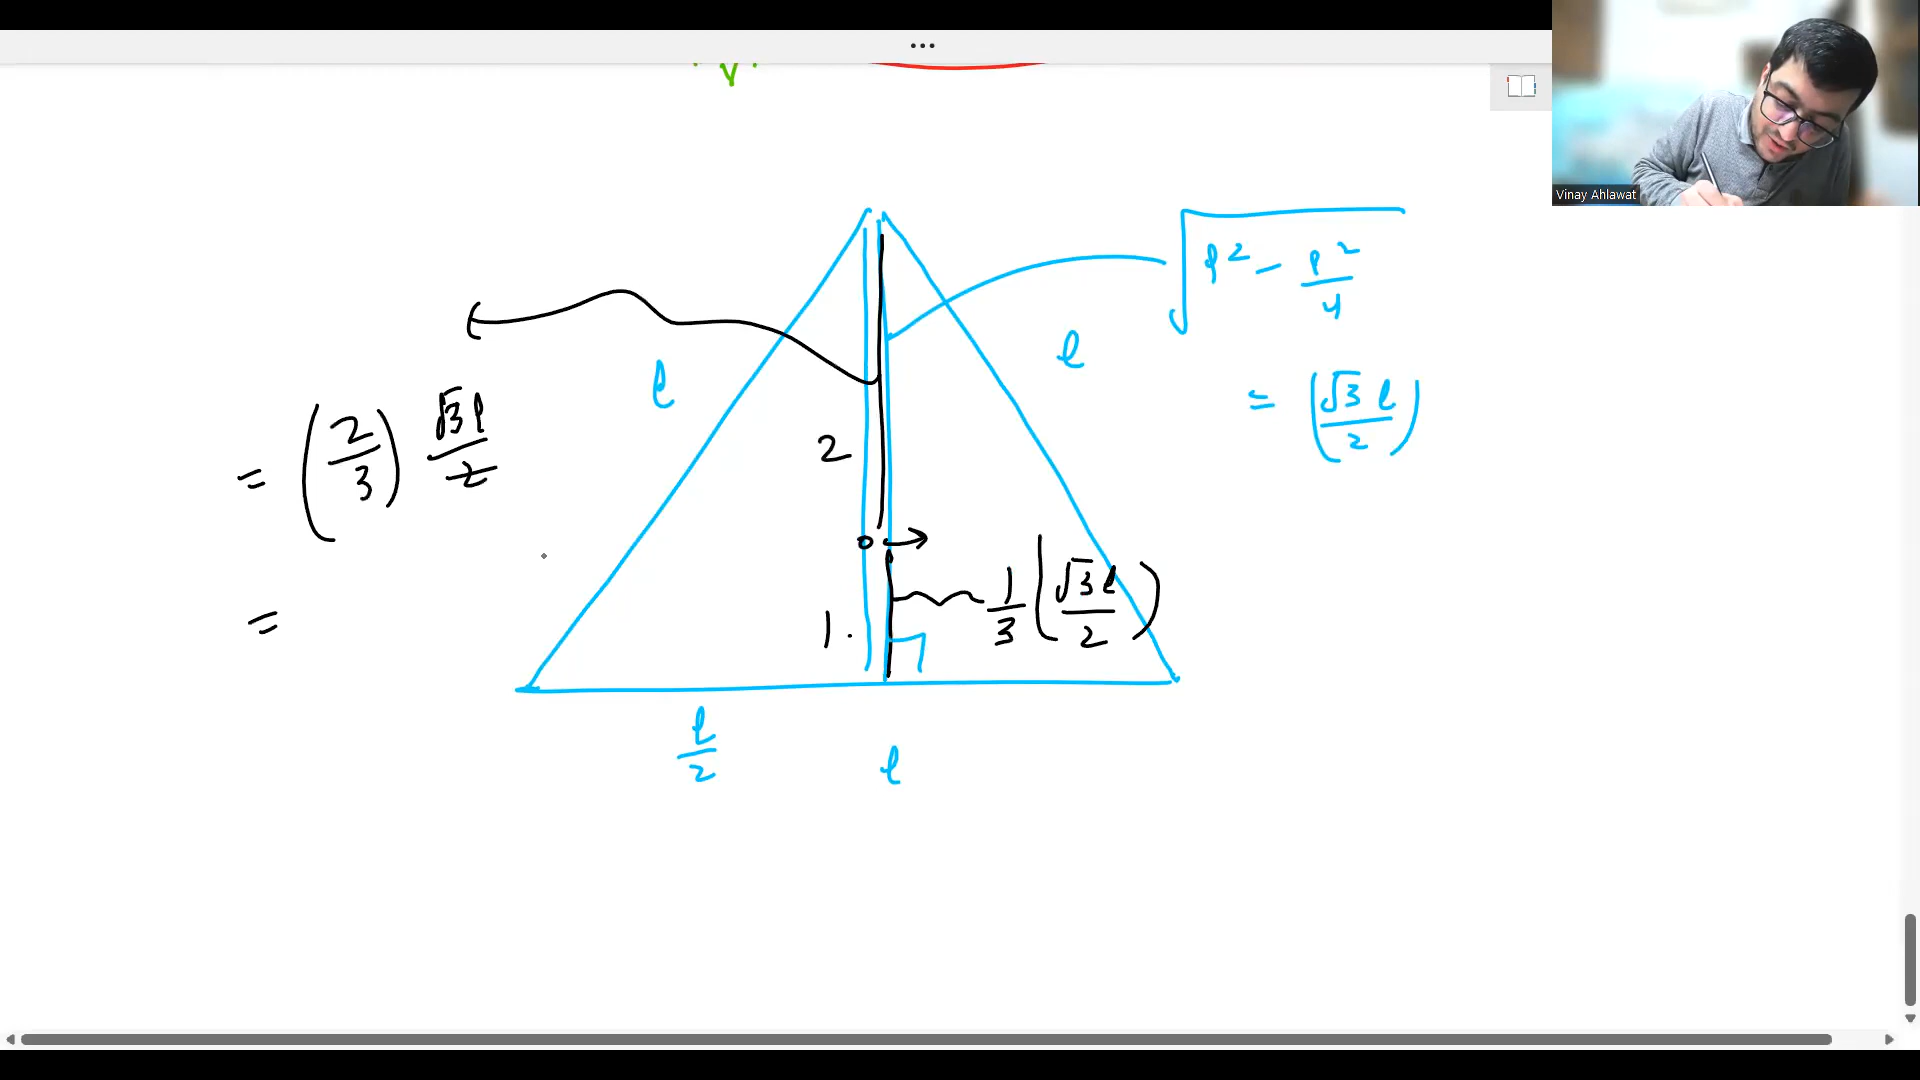 Vinay Ahlawat
√(l² - l²/4)
l
l
= (√3 l/2)
= (2/3) √3 l/2
2
=
1/3 (√3 l/2)
1.
l/2
l